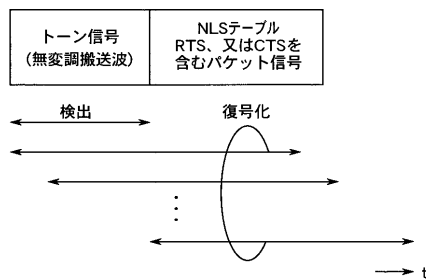 トーン信号
(無変調搬送波)
NLSテーブル
RTS、又はCTSを
含むパケット信号
検出
復号化
t